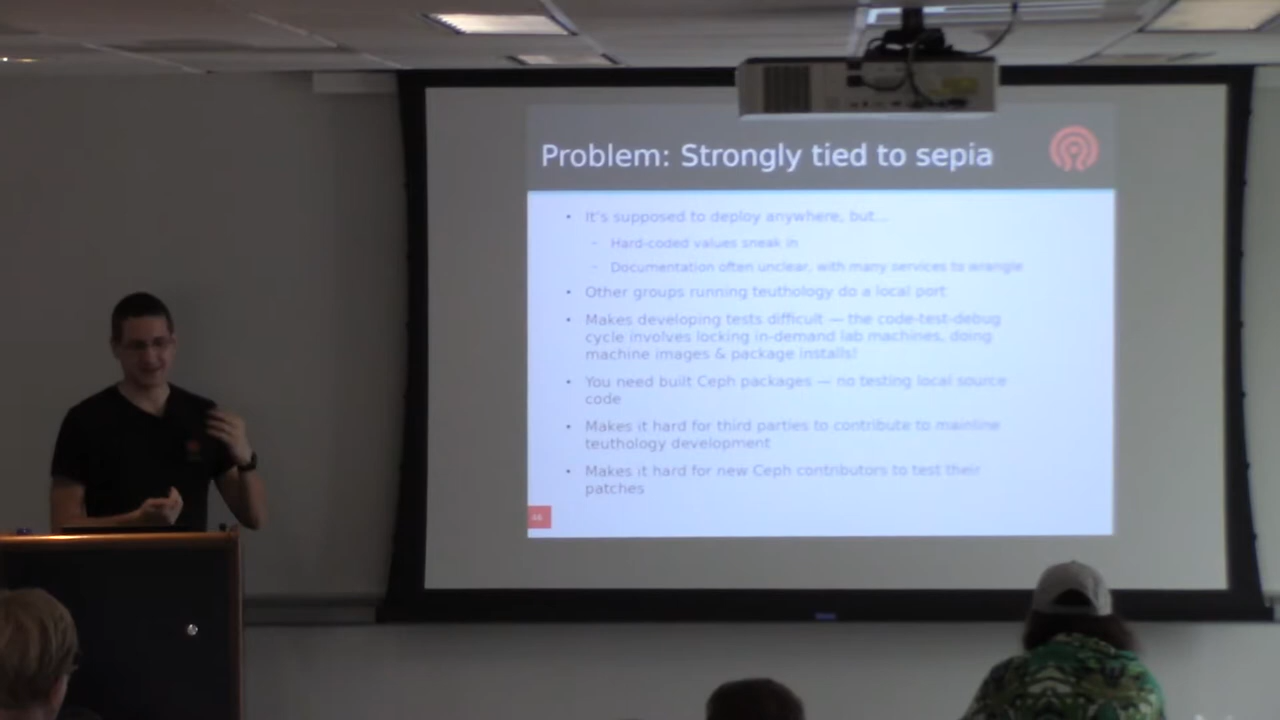 Problem: Strongly tied to sepia
• It's supposed to deploy anywhere, but...
- Hard-coded values sneak in
- Documentation often unclear, with many services to wrangle
• Other groups running teuthology do a local port
• Makes developing tests difficult — the code-test-debug
cycle involves locking in-demand lab machines, doing
machine images & package installs!
• You need built Ceph packages — no testing local source
code
• Makes it hard for third parties to contribute to mainline
teuthology development
• Makes it hard for new Ceph contributors to test their
patches